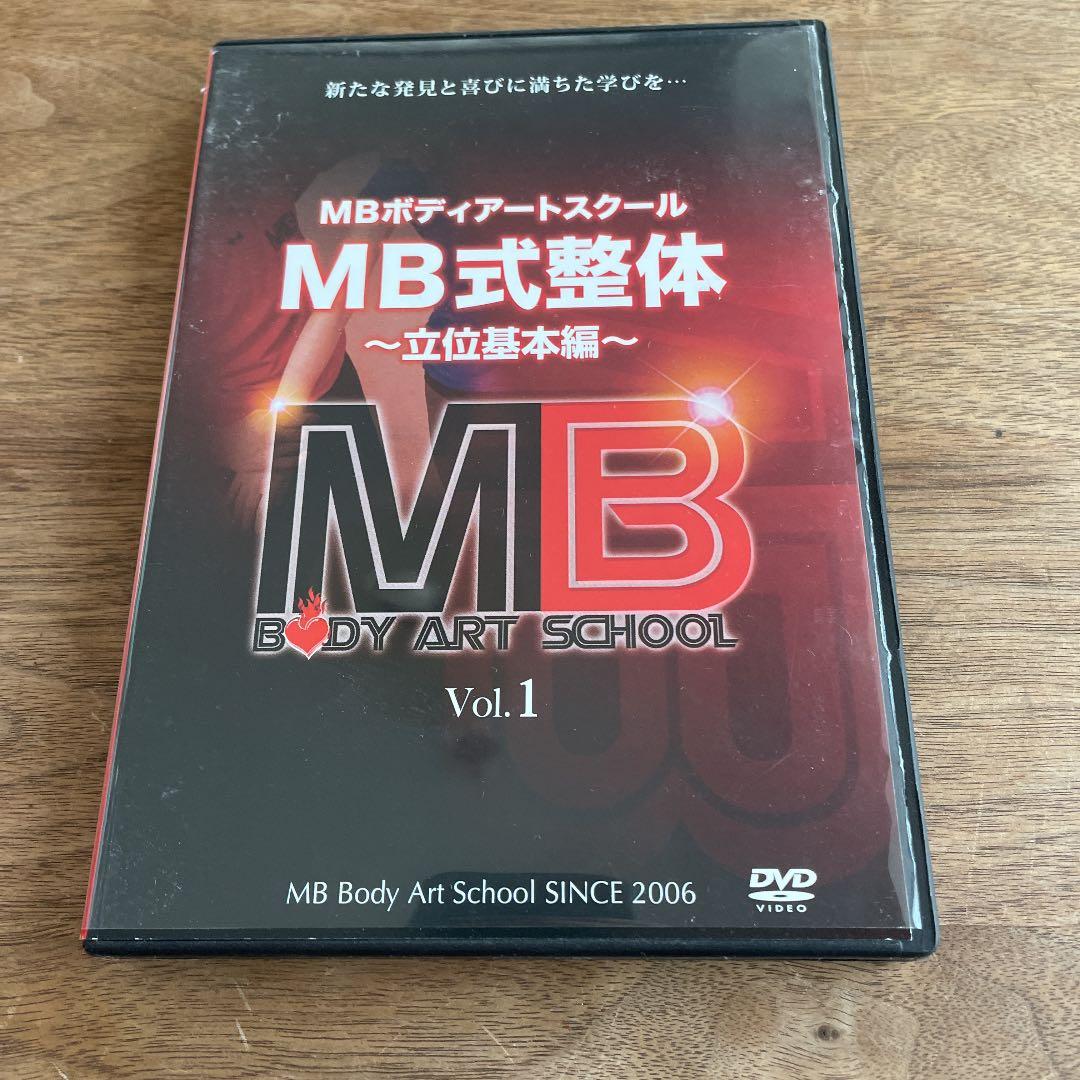 新たな発見と喜びに満ちた学びを…
MBボディアートスクール
MB式整体
〜立位基本編〜
MB
BODY ART SCHOOL
Vol.1
MB Body Art School SINCE 2006
DVD
VIDEO